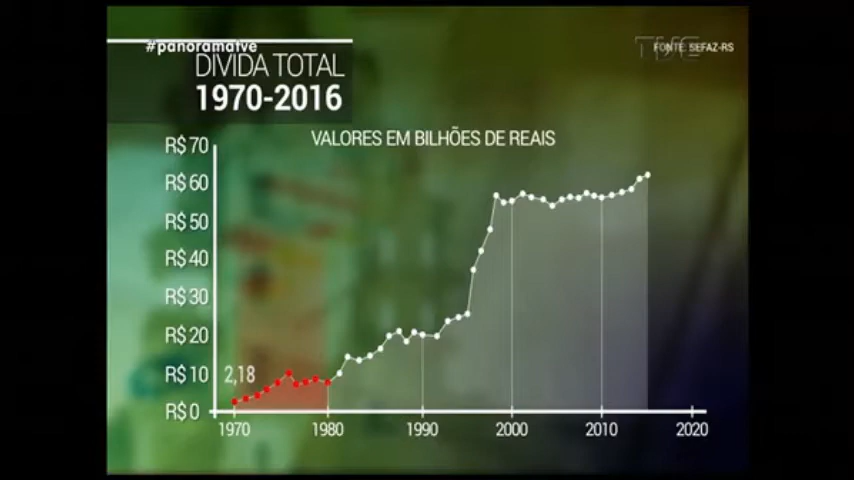 #panoramatve
DIVIDA TOTAL
1970-2016
TVE
FONTE: SEFAZ-RS
VALORES EM BILHÕES DE REAIS
R$ 70
R$ 60
R$ 50
R$ 40
R$ 30
R$ 20
R$ 10
R$ 0
2,18
1970 1980 1990 2000 2010 2020